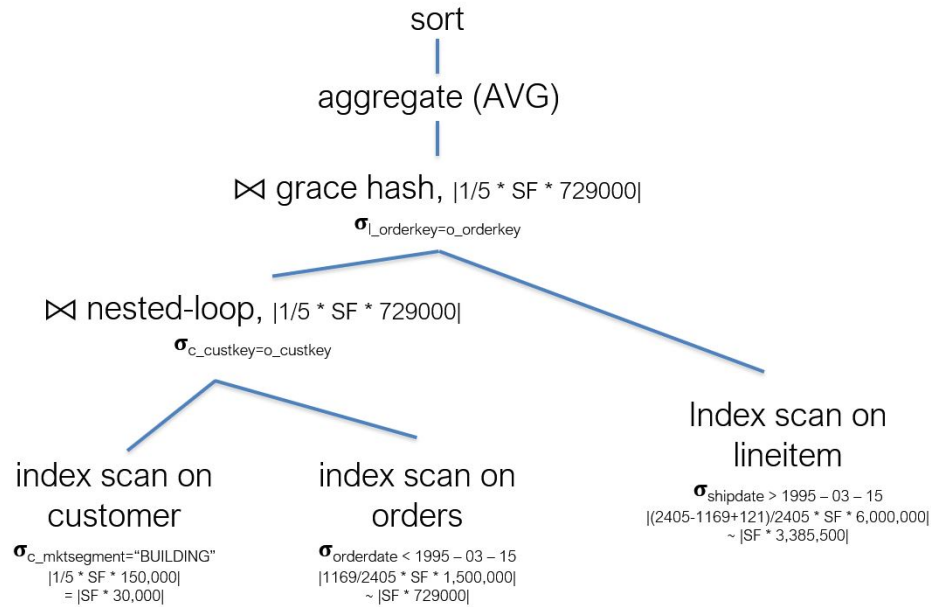 sort
aggregate (AVG)
⋈ grace hash, |1/5 * SF * 729000|
σl_orderkey=o_orderkey
⋈ nested-loop, |1/5 * SF * 729000|
σc_custkey=o_custkey
index scan on
customer
σc_mktsegment=“BUILDING”
|1/5 * SF * 150,000|
= |SF * 30,000|
index scan on
orders
σorderdate < 1995 – 03 – 15
|1169/2405 * SF * 1,500,000|
~ |SF * 729000|
Index scan on
lineitem
σshipdate > 1995 – 03 – 15
|(2405-1169+121)/2405 * SF * 6,000,000|
~ |SF * 3,385,500|